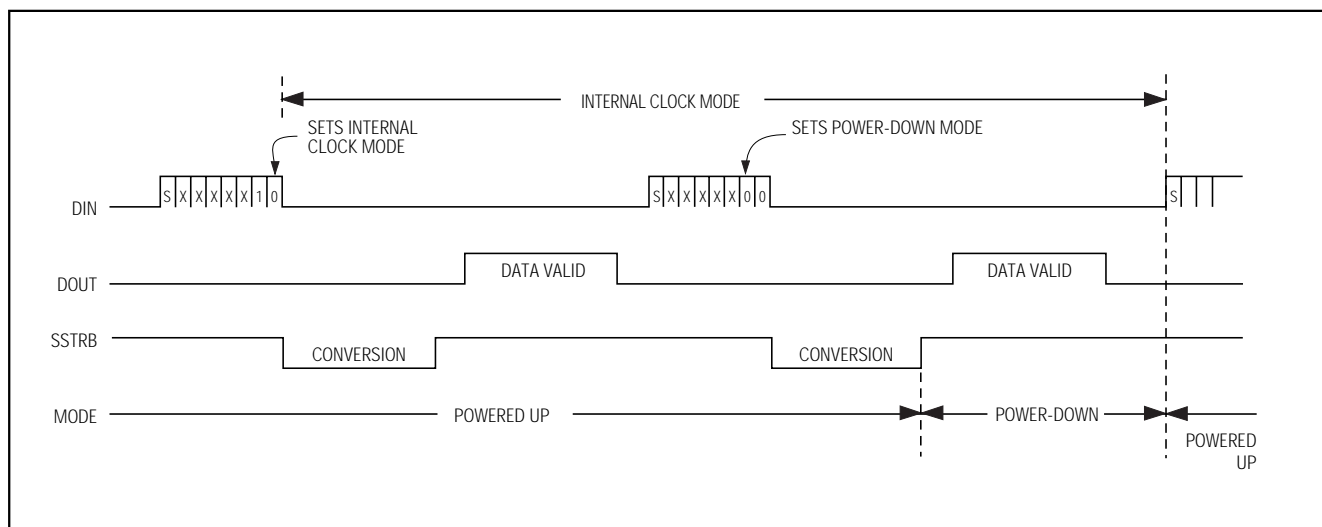 INTERNAL CLOCK MODE
SETS INTERNAL
CLOCK MODE
SETS POWER-DOWN MODE
DIN
S X X X X X 1 0
S X X X X X 0 0
S
DOUT
DATA VALID
DATA VALID
SSTRB
CONVERSION
CONVERSION
MODE
POWERED UP
POWER-DOWN
POWERED
UP